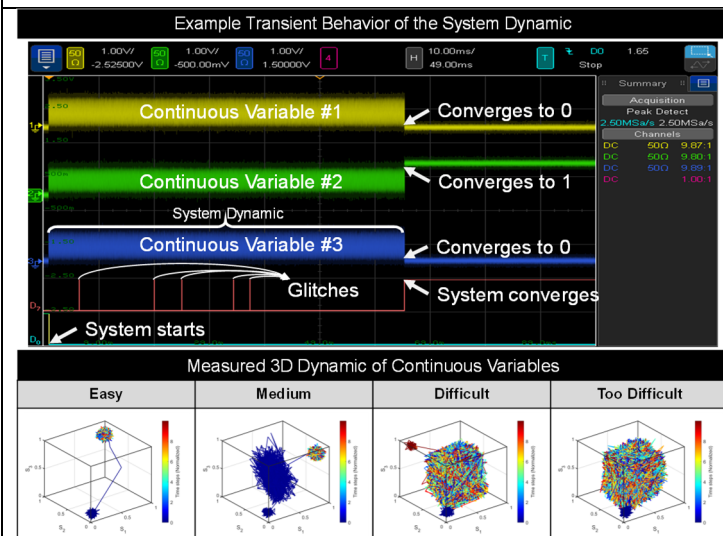 Example Transient Behavior of the System Dynamic
50Ω 1.00V/ -2.52500V 50Ω 1.00V/ -500.00mV 50Ω 1.00V/ 1.50000V 4 H 10.00ms/ 49.00ms T D0 1.65 Stop
Summary
Acquisition
Peak Detect
2.50MSa/s 2.50MSa/s
Channels
DC 50Ω 9.87:1
DC 50Ω 9.80:1
DC 50Ω 9.69:1
DC 1.00:1
Continuous Variable #1
Converges to 0
Continuous Variable #2
Converges to 1
System Dynamic
Continuous Variable #3
Converges to 0
Glitches
System converges
System starts
Measured 3D Dynamic of Continuous Variables
Easy Medium Difficult Too Difficult